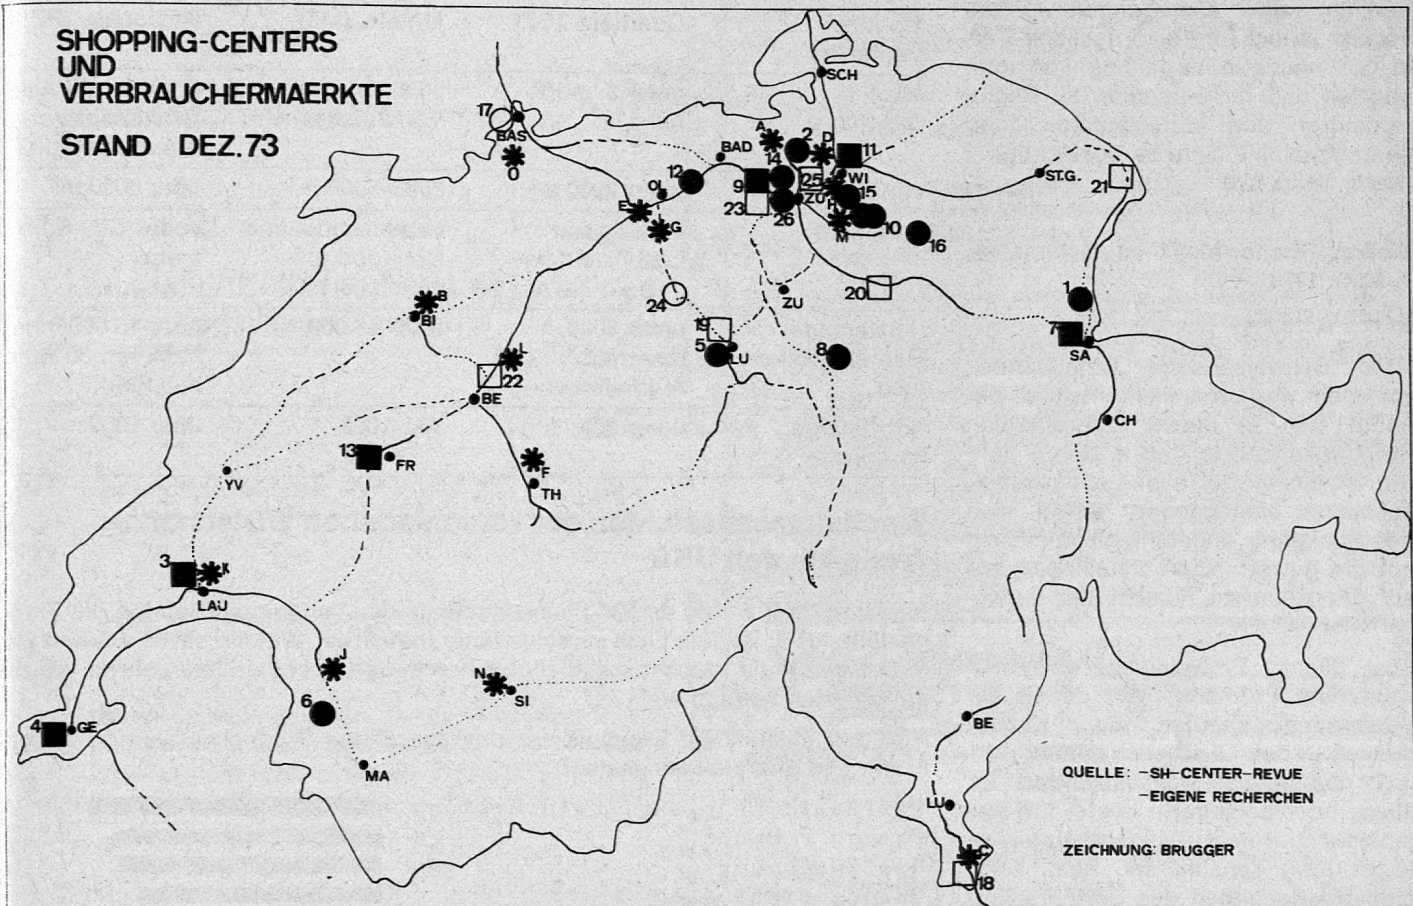 SHOPPING-CENTERS
UND
VERBRAUCHERMAERKTE
STAND DEZ.73
SCH
17
BAS
O
A
2
D
11
BAD
14
12
9
25
WI
ST.G.
21
OL
23
26
ZÜ
H
15
E
G
M
10
16
B
BI
24
ZU
20
1
19
7
L
5
LU
8
SA
22
BE
CH
13
FR
F
YV
TH
3
K
LAU
J
N
SI
6
4
GE
BE
MA
QUELLE: -SH-CENTER-REVUE
-EIGENE RECHERCHEN
LU
C
ZEICHNUNG: BRUGGER
18